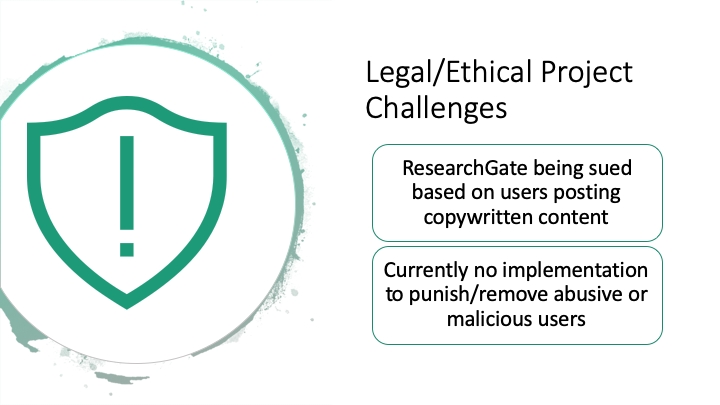 Legal/Ethical Project
Challenges
ResearchGate being sued
based on users posting
copywritten content
Currently no implementation
to punish/remove abusive or
malicious users